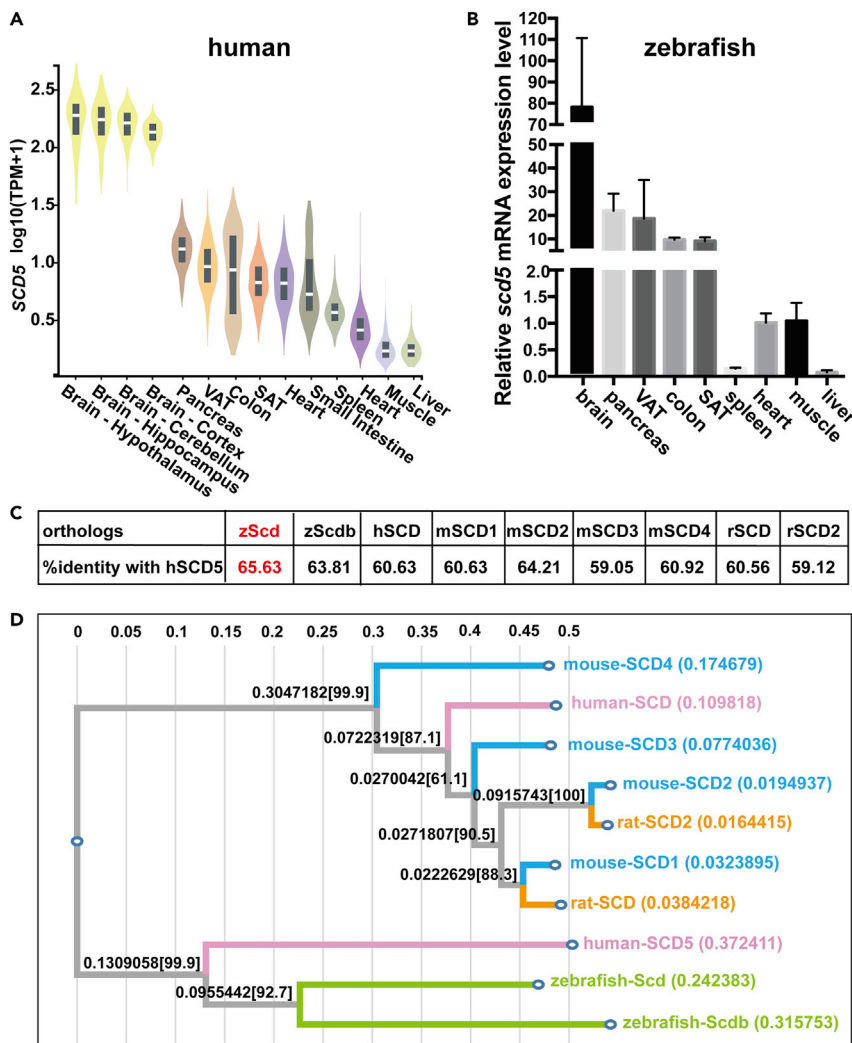 A
human
SCD5 log10(TPM+1)
2.5
2.0
1.5
1.0
0.5
Brain - Hypothalamus
Brain - Hippocampus
Brain - Cerebellum
Brain - Cortex
Pancreas
VAT
Colon
SAT
Heart
Small Intestine
Spleen
Heart
Muscle
Liver
B
zebrafish
Relative scd5 mRNA expression level
120
110
100
90
80
70
50
40
30
20
10
2.0
1.5
1.0
0.5
0.0
brain
pancreas
VAT
colon
SAT
spleen
heart
muscle
liver
C
orthologs zScd zScdb hSCD mSCD1 mSCD2 mSCD3 mSCD4 rSCD rSCD2
%identity with hSCD5 65.63 63.81 60.63 60.63 64.21 59.05 60.92 60.56 59.12
D
0 0.05 0.1 0.15 0.2 0.25 0.3 0.35 0.4 0.45 0.5
mouse-SCD4 (0.174679)
0.3047182[99.9]
human-SCD (0.109818)
0.0722319[87.1]
mouse-SCD3 (0.0774036)
0.0270042[61.1]
mouse-SCD2 (0.0194937)
0.0915743[100]
rat-SCD2 (0.0164415)
0.0271807[90.5]
mouse-SCD1 (0.0323895)
0.0222629[88.3]
rat-SCD (0.0384218)
human-SCD5 (0.372411)
0.1309058[99.9]
zebrafish-Scd (0.242383)
0.0955442[92.7]
zebrafish-Scdb (0.315753)